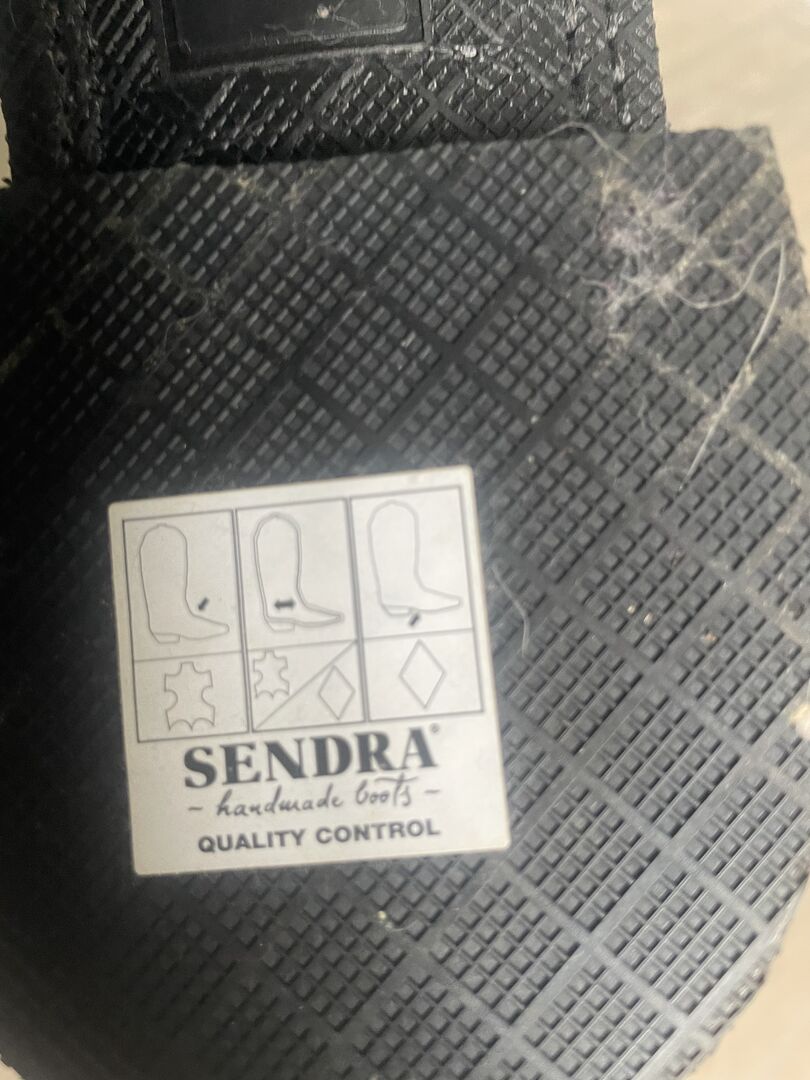 SENDRA®
~ handmade boots ~
QUALITY CONTROL